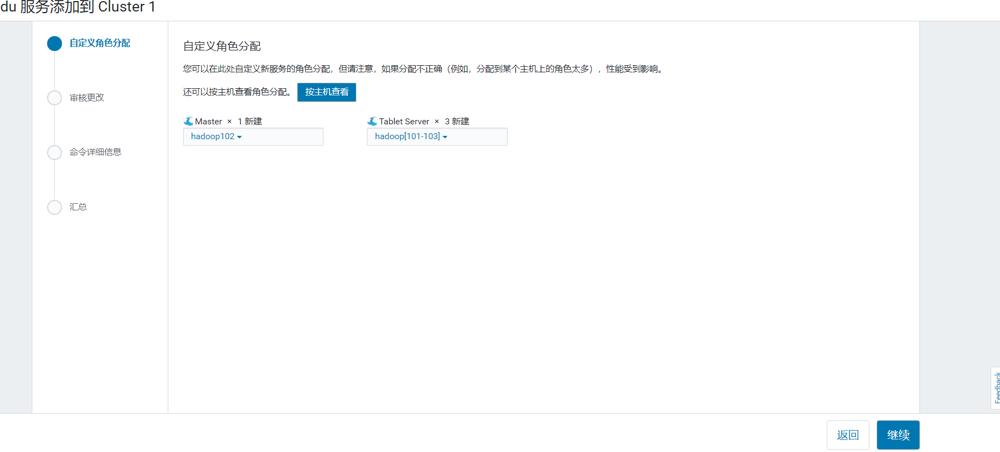 du 服务添加到 Cluster 1
自定义角色分配
审核更改
命令详细信息
汇总
自定义角色分配
您可以在此处自定义新服务的角色分配，但请注意，如果分配不正确（例如，分配到某个主机上的角色太多），性能受到影响。
还可以按主机查看角色分配。 按主机查看
Master × 1 新建
hadoop102
Tablet Server × 3 新建
hadoop[101-103]
Feedback
返回
继续